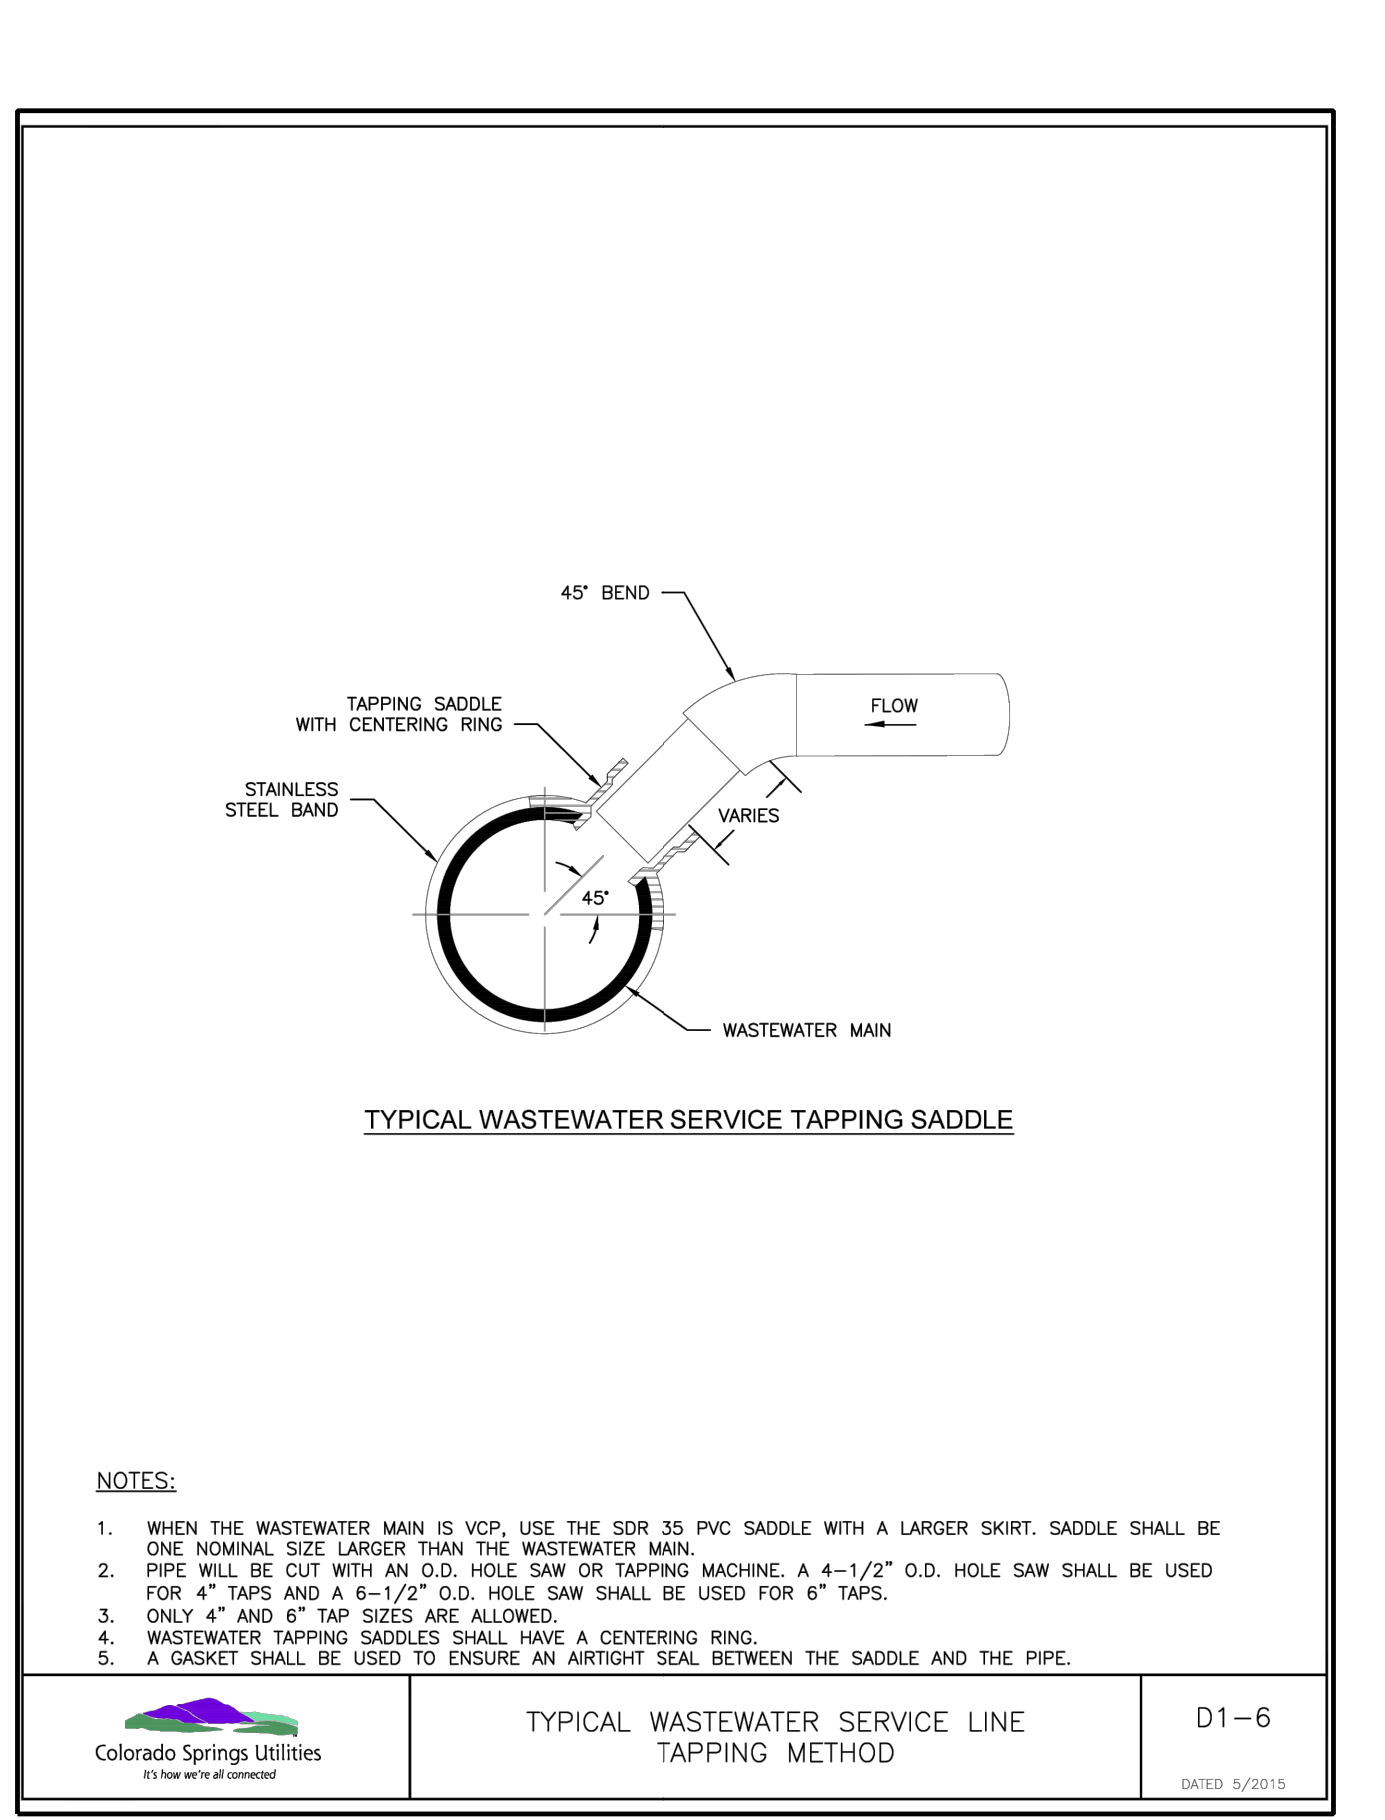 45° BEND
TAPPING SADDLE
WITH CENTERING RING
FLOW
STAINLESS
STEEL BAND
VARIES
45°
WASTEWATER MAIN
TYPICAL WASTEWATER SERVICE TAPPING SADDLE
NOTES:
1. WHEN THE WASTEWATER MAIN IS VCP, USE THE SDR 35 PVC SADDLE WITH A LARGER SKIRT. SADDLE SHALL BE
ONE NOMINAL SIZE LARGER THAN THE WASTEWATER MAIN.
2. PIPE WILL BE CUT WITH AN O.D. HOLE SAW OR TAPPING MACHINE. A 4-1/2" O.D. HOLE SAW SHALL BE USED
FOR 4" TAPS AND A 6-1/2" O.D. HOLE SAW SHALL BE USED FOR 6" TAPS.
3. ONLY 4" AND 6" TAP SIZES ARE ALLOWED.
4. WASTEWATER TAPPING SADDLES SHALL HAVE A CENTERING RING.
5. A GASKET SHALL BE USED TO ENSURE AN AIRTIGHT SEAL BETWEEN THE SADDLE AND THE PIPE.
Colorado Springs Utilities
It's how we're all connected
TYPICAL WASTEWATER SERVICE LINE
TAPPING METHOD
D1-6
DATED 5/2015